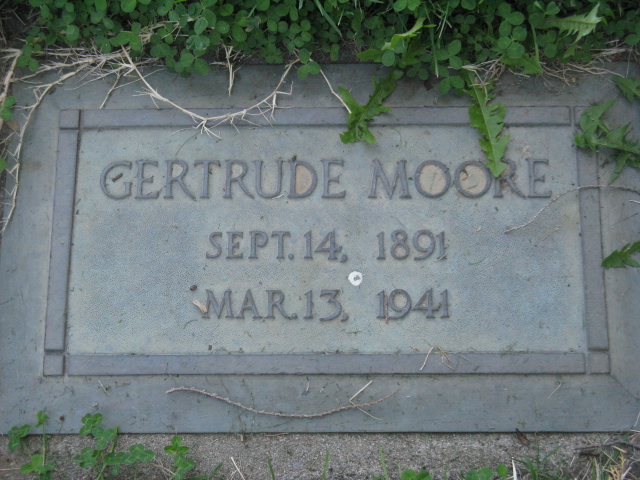 GERTRUDE MOORE
SEPT. 14, 1891
MAR. 13, 1941